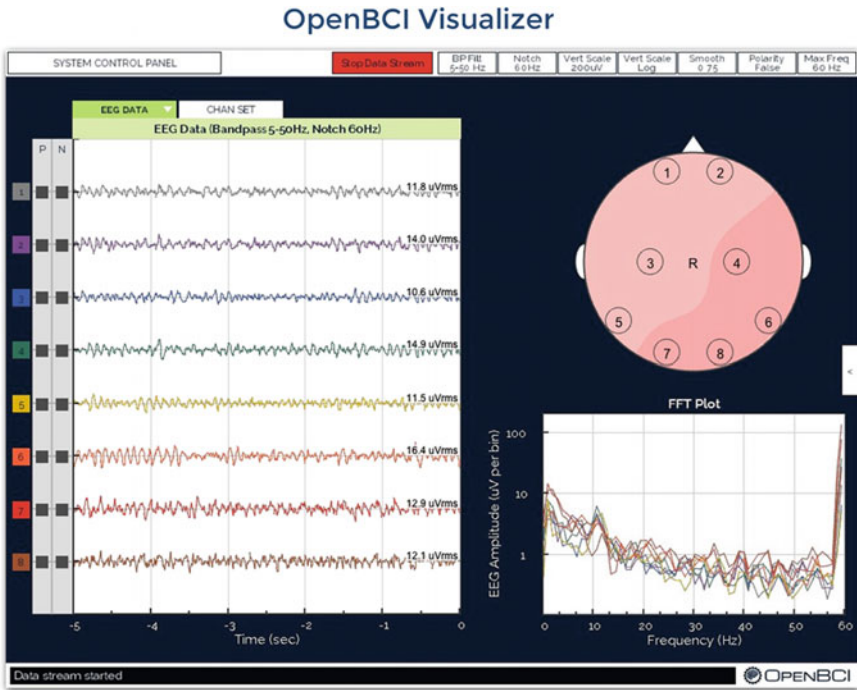 OpenBCI Visualizer
SYSTEM CONTROL PANEL
Stop Data Stream
BP Filt
5-50 Hz
Notch
60Hz
Vert Scale
200uV
Vert Scale
Log
Smooth
0.75
Polarity
False
Max Freq
60 Hz
EEG DATA
CHAN SET
EEG Data (Bandpass 5-50Hz, Notch 60Hz)
P N
1
11.8 uVrms
2
14.0 uVrms
3
10.6 uVrms
4
14.9 uVrms
5
11.5 uVrms
6
16.4 uVrms
7
12.9 uVrms
8
12.1 uVrms
-5 -4 -3 -2 -1 0
Time (sec)
1 2
3 R 4
5 6
7 8
<
FFT Plot
EEG Amplitude (uV per bin)
100
10
1
0 10 20 30 40 50 60
Frequency (Hz)
Data stream started
OPENBCI